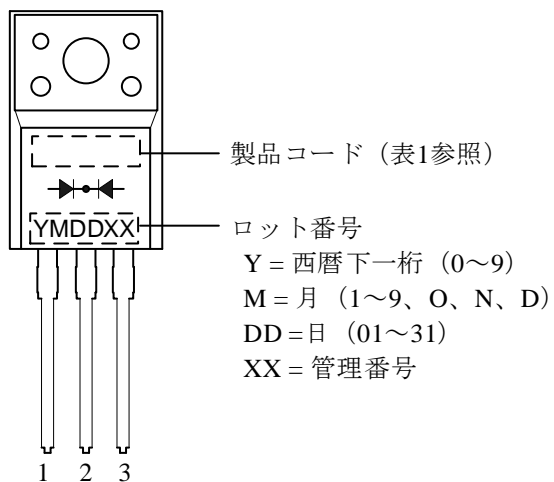 製品コード（表1参照）
YMDDXX
ロット番号
Y = 西暦下一桁（0～9）
M = 月（1～9、O、N、D）
DD =日（01～31）
XX = 管理番号
1 2 3